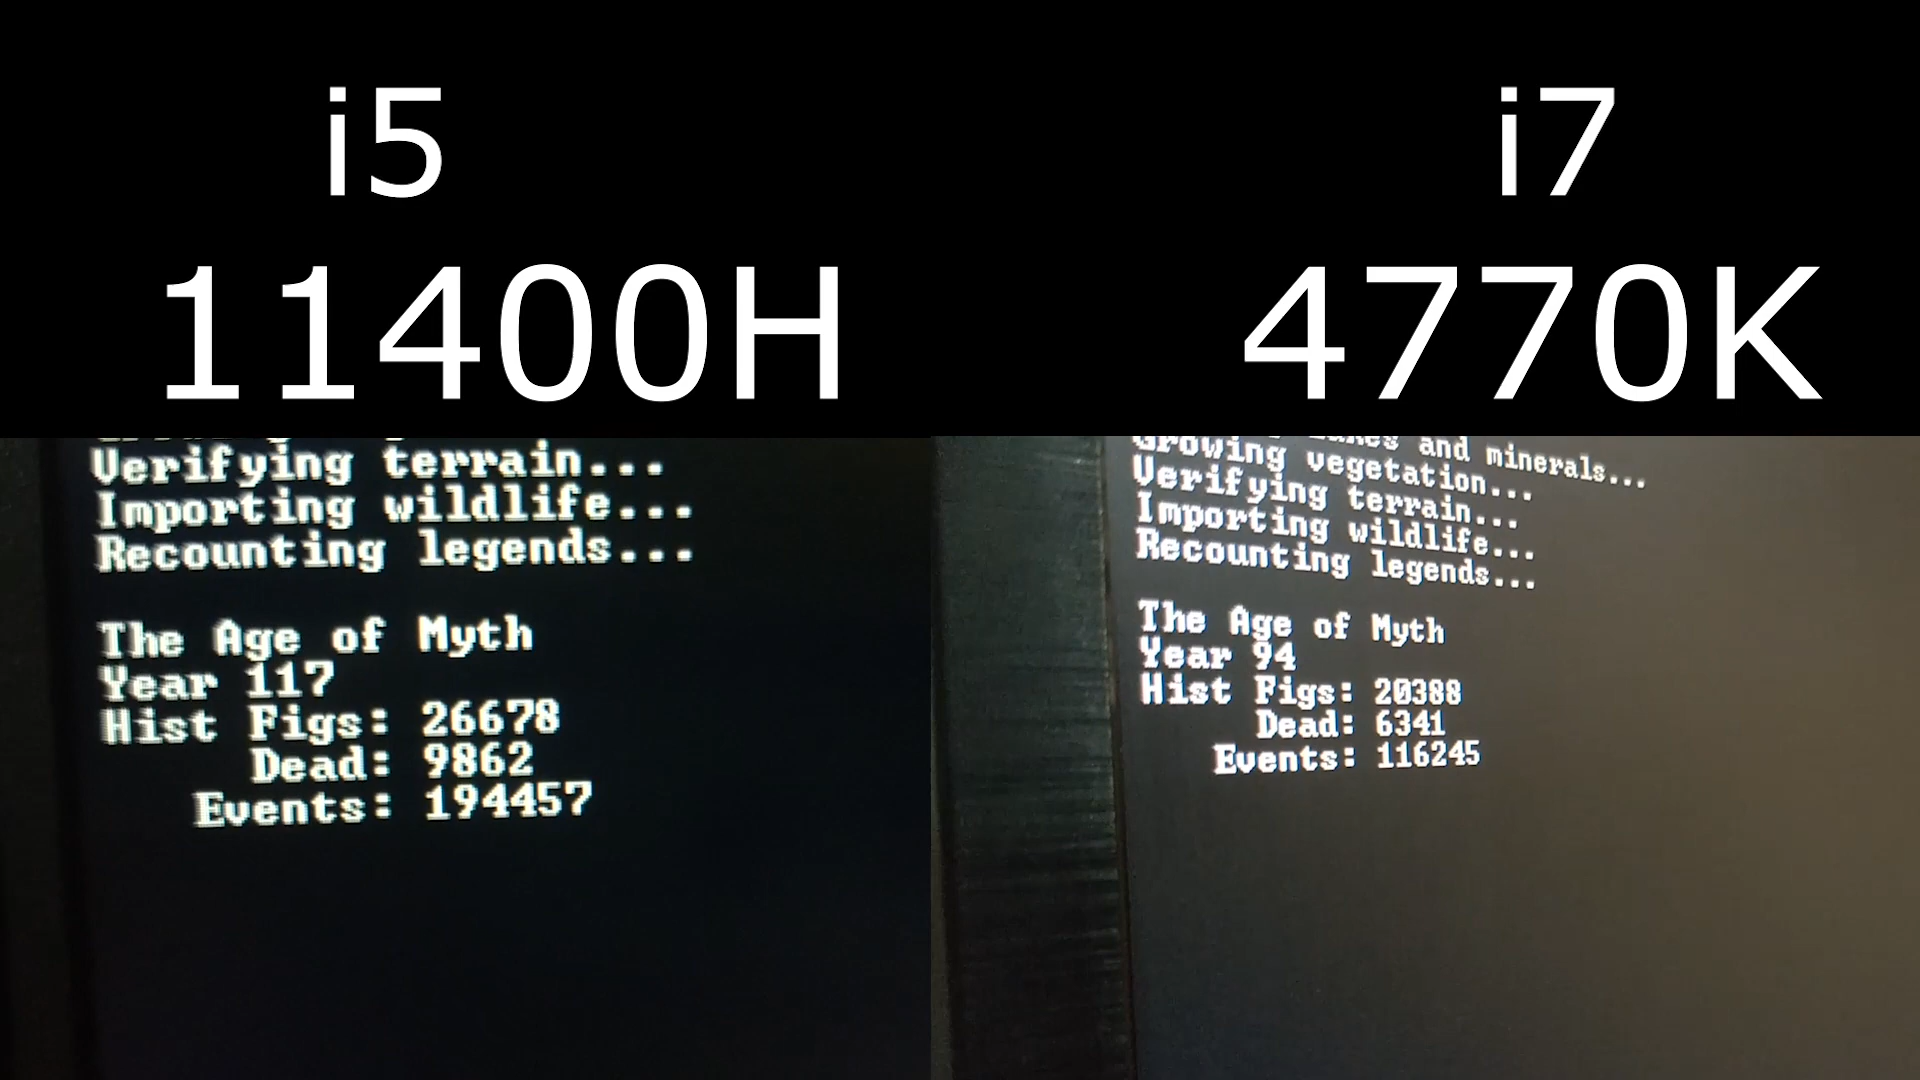 i5
11400H
Verifying terrain...
Importing wildlife...
Recounting legends...
The Age of Myth
Year 117
Hist Figs: 26678
Dead: 9862
Events: 194457
i7
4770K
and minerals...
Growing vegetation...
Verifying terrain...
Importing wildlife...
Recounting legends...
The Age of Myth
Year 94
Hist Figs: 20388
Dead: 6341
Events: 116245